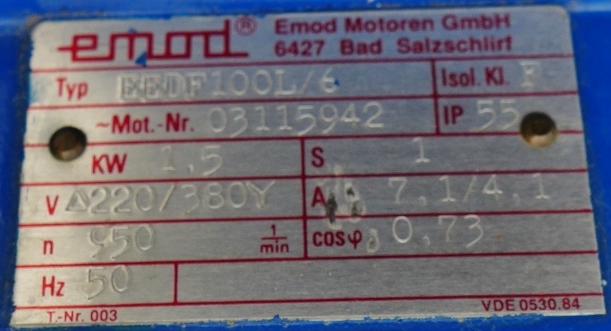 emod® Emod Motoren GmbH
6427 Bad Salzschlirf
Typ EEDF100L/6 Isol. Kl. F
~Mot.-Nr. 03115942 IP 55
KW 1,5 S 1
V Δ220/380Y A 7,1/4,1
n 950 1/min cosφ 0,73
Hz 50
T.-Nr. 003 VDE 0530.84